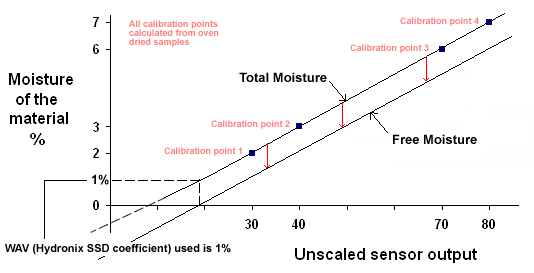 All calibration points
calculated from oven
dried samples
Calibration point 4
Calibration point 3
Calibration point 2
Calibration point 1
Total Moisture
Free Moisture
Moisture
of the
material
%
7
6
3
2
1%
0
30
40
70
80
WAV (Hydronix SSD coefficient) used is 1%
Unscaled sensor output